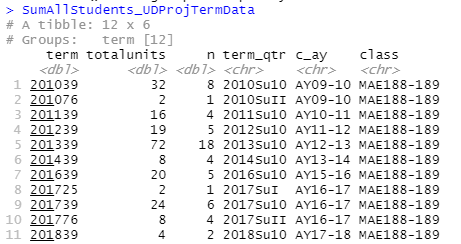 > SumAllStudents_UDProjTermData
# A tibble: 12 x 6
# Groups:   term [12]
term totalunits n term_qtr c_ay class
<dbl> <dbl> <dbl> <chr> <chr> <chr>
1 201039 32 8 2010Su10 AY09-10 MAE188-189
2 201076 2 1 2010SuII AY09-10 MAE188-189
3 201139 16 4 2011Su10 AY10-11 MAE188-189
4 201239 19 5 2012Su10 AY11-12 MAE188-189
5 201339 72 18 2013Su10 AY12-13 MAE188-189
6 201439 8 4 2014Su10 AY13-14 MAE188-189
7 201639 20 5 2016Su10 AY15-16 MAE188-189
8 201725 2 1 2017SuI AY16-17 MAE188-189
9 201739 24 6 2017Su10 AY16-17 MAE188-189
10 201776 8 4 2017SuII AY16-17 MAE188-189
11 201839 4 2 2018Su10 AY17-18 MAE188-189